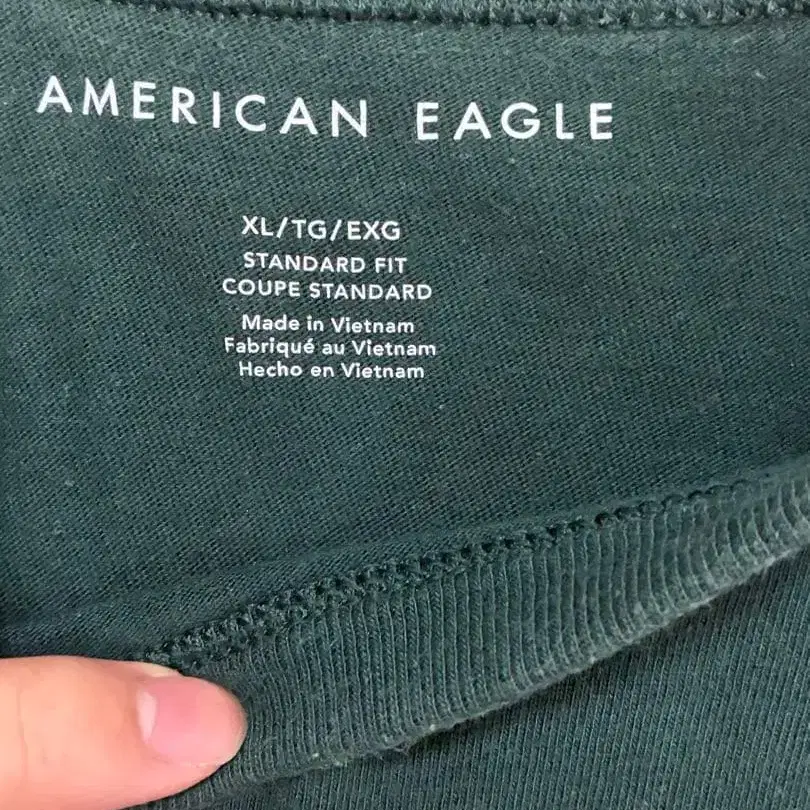 AMERICAN EAGLE
XL/TG/EXG
STANDARD FIT
COUPE STANDARD
Made in Vietnam
Fabriqué au Vietnam
Hecho en Vietnam